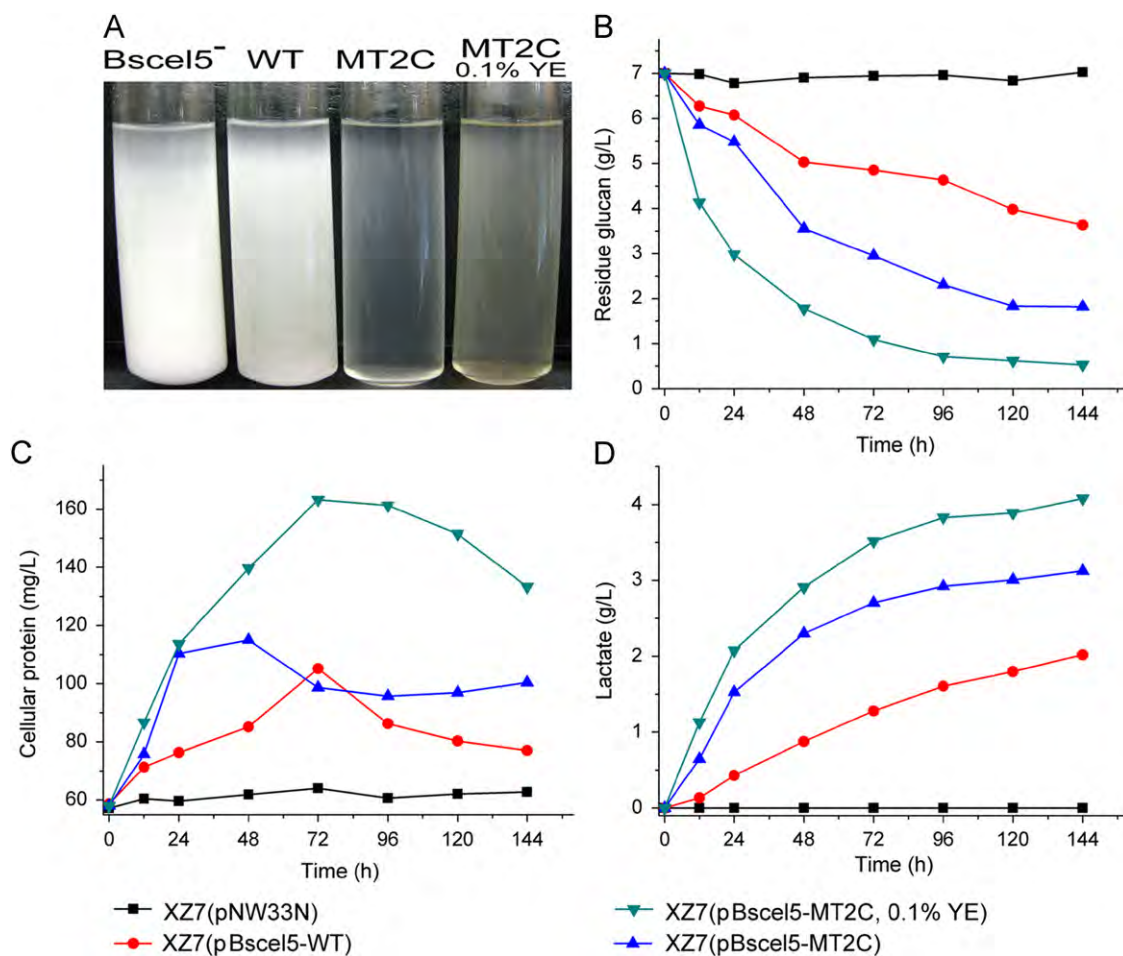 A
Bscel5⁻ WT MT2C MT2C
0.1% YE
B
7
6
5
4
3
2
1
0
Residue glucan (g/L)
0 24 48 72 96 120 144
Time (h)
C
160
140
120
100
80
60
Cellular protein (mg/L)
0 24 48 72 96 120 144
Time (h)
D
4
3
2
1
0
Lactate (g/L)
0 24 48 72 96 120 144
Time (h)
XZ7(pNW33N)
XZ7(pBscel5-WT)
XZ7(pBscel5-MT2C, 0.1% YE)
XZ7(pBscel5-MT2C)